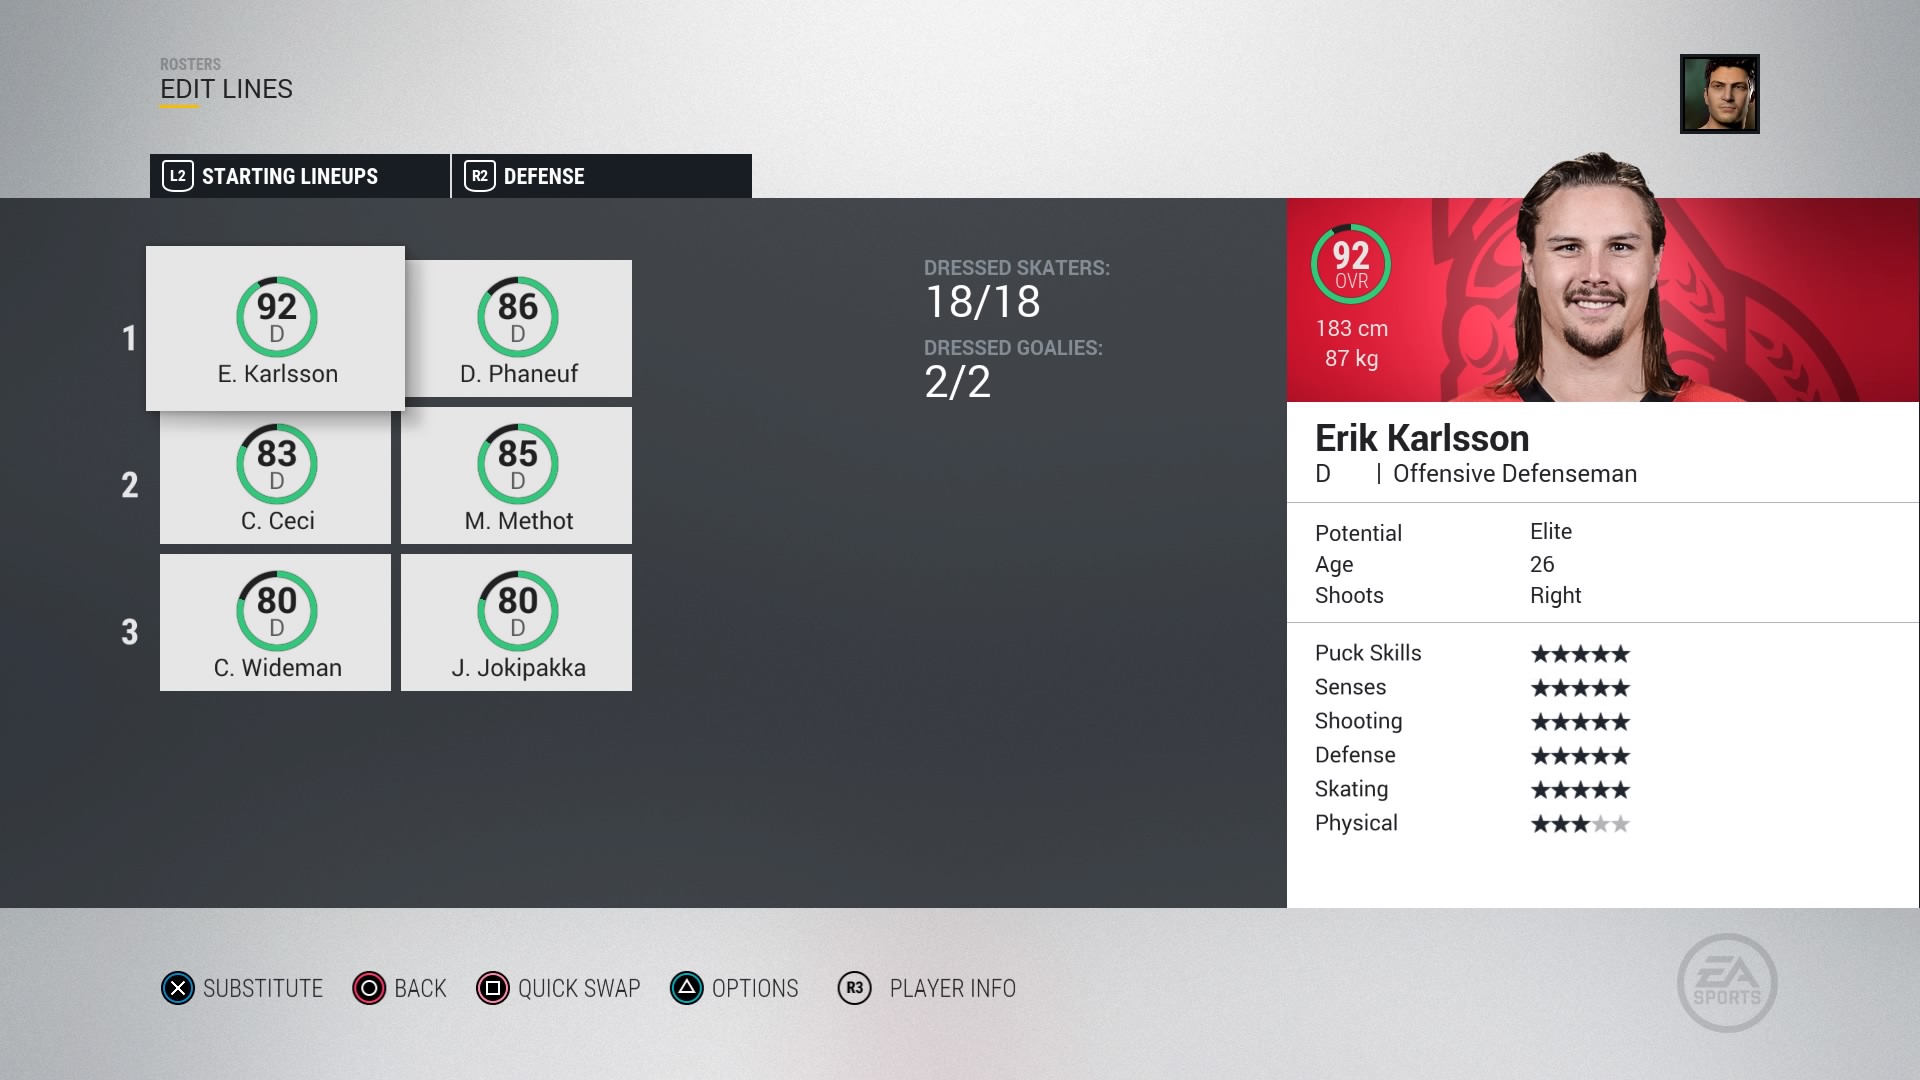 ROSTERS
EDIT LINES
L2 STARTING LINEUPS
R2 DEFENSE
1
92
D
E. Karlsson
86
D
D. Phaneuf
2
83
D
C. Ceci
85
D
M. Methot
3
80
D
C. Wideman
80
D
J. Jokipakka
DRESSED SKATERS:
18/18
DRESSED GOALIES:
2/2
92
OVR
183 cm
87 kg
Erik Karlsson
D | Offensive Defenseman
Potential Elite
Age 26
Shoots Right
Puck Skills
Senses
Shooting
Defense
Skating
Physical
SUBSTITUTE
BACK
QUICK SWAP
OPTIONS
R3 PLAYER INFO
EA
SPORTS